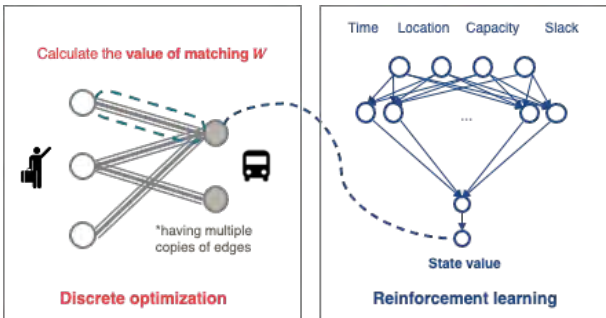 Calculate the value of matching W
*having multiple
copies of edges
Discrete optimization
Time Location Capacity Slack
...
State value
Reinforcement learning